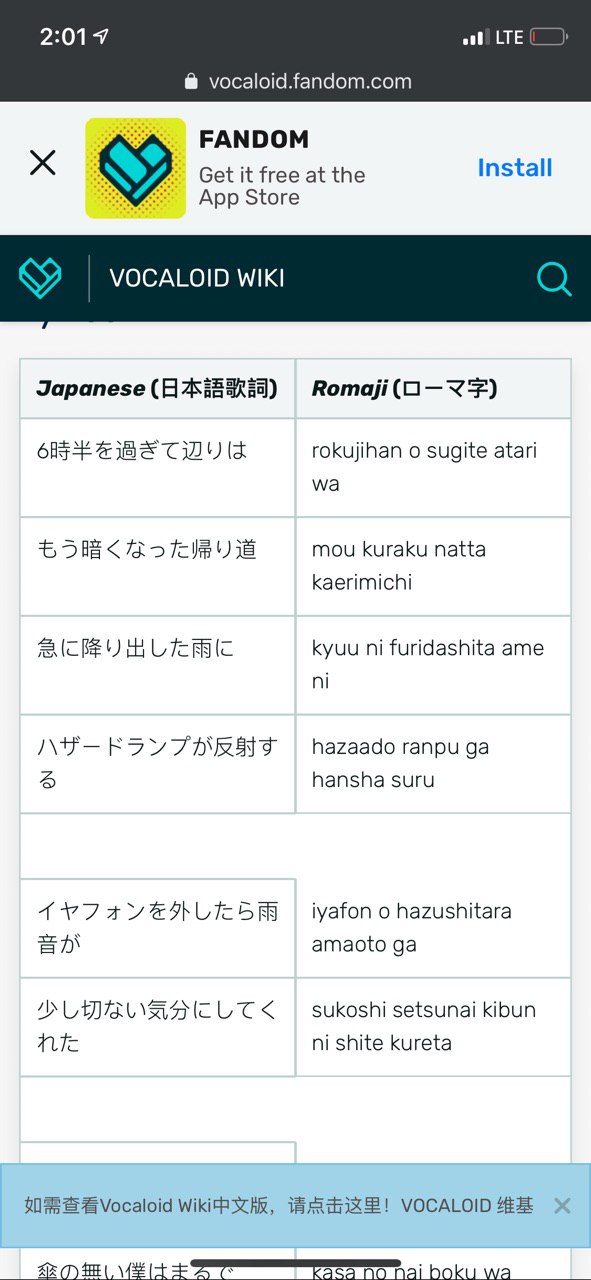 2:01
LTE
vocaloid.fandom.com
FANDOM
Get it free at the
App Store
Install
VOCALOID WIKI
Japanese (日本語歌詞)
Romaji (ローマ字)
6時半を過ぎて辺りは
rokujihan o sugite atari
wa
もう暗くなった帰り道
mou kuraku natta
kaerimichi
急に降り出した雨に
kyuu ni furidashita ame
ni
ハザードランプが反射す
る
hazaado ranpu ga
hansha suru
イヤフォンを外したら雨
音が
iyafon o hazushitara
amaoto ga
少し切ない気分にしてく
れた
sukoshi setsunai kibun
ni shite kureta
如需查看Vocaloid Wiki中文版，请点击这里！VOCALOID 维基
傘の無い僕はまるで
kasa no nai boku wa